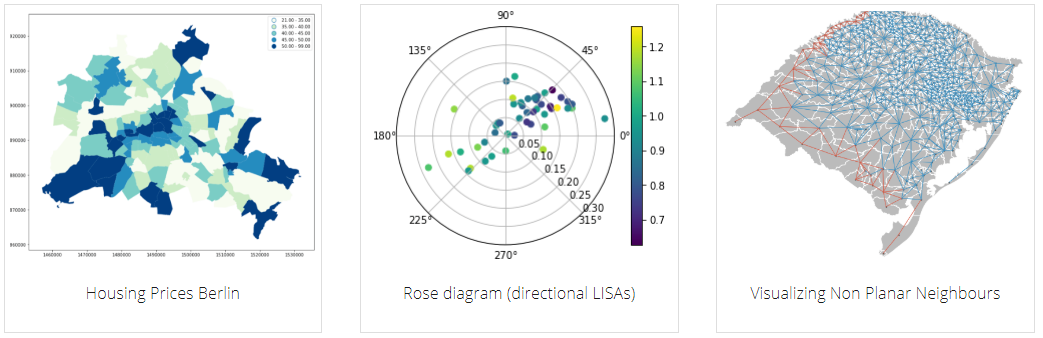 21.00 - 35.00
35.00 - 40.00
40.00 - 45.00
45.00 - 50.00
50.00 - 99.00
920000
910000
900000
890000
880000
870000
860000
1460000 1470000 1480000 1490000 1500000 1510000 1520000 1530000
Housing Prices Berlin
90°
135° 45°
180° 0°
225° 315°
270°
0.05
0.10
0.15
0.20
0.25
0.30
1.2
1.1
1.0
0.9
0.8
0.7
Rose diagram (directional LISAs)
Visualizing Non Planar Neighbours